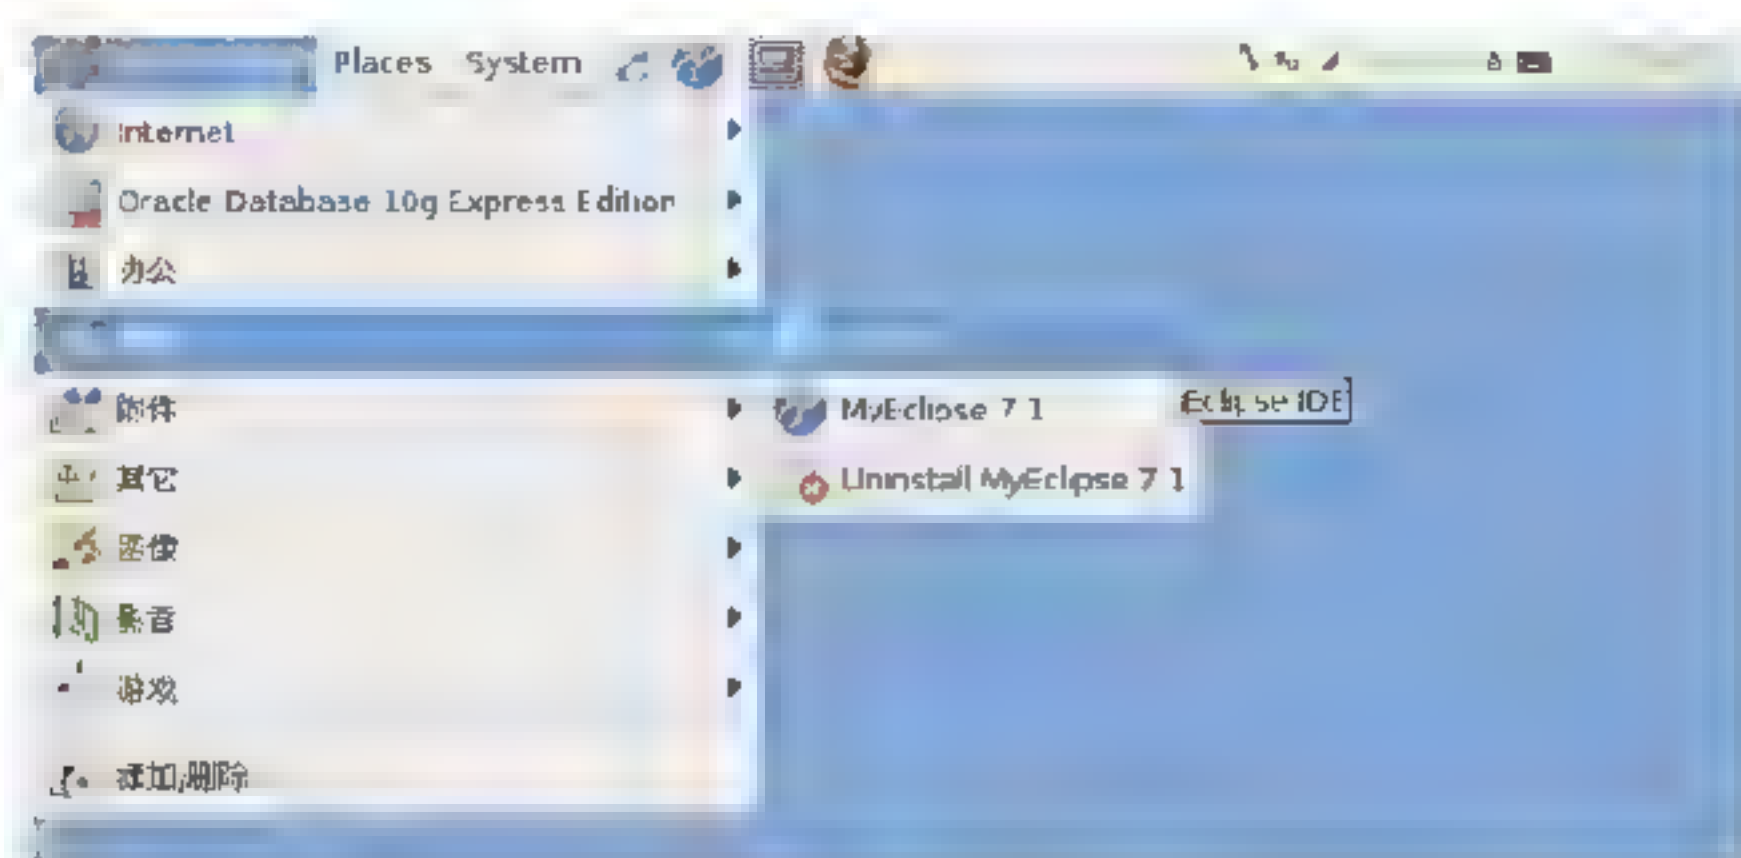 Places System
Internet
Oracle Database 10g Express Edition
办公
附件
MyEclipse 7 1
Eclipse IDE
其它
Uninstall MyEclipse 7 1
图像
影音
游戏
添加/删除